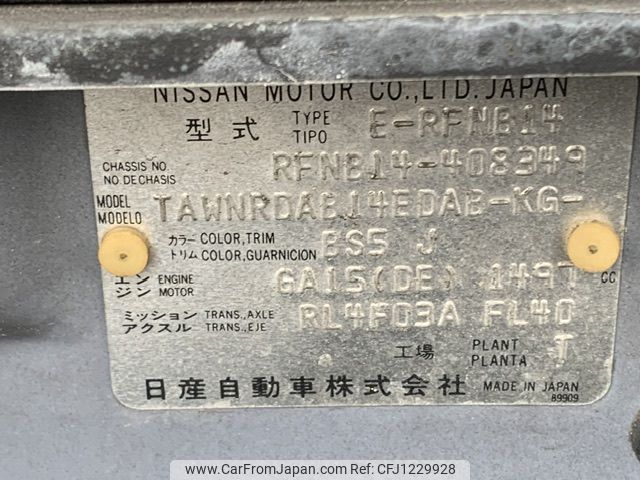 NISSAN MOTOR CO.,LTD. JAPAN
型式 TYPE TIPO E-RFNB14
CHASSIS NO. NO DE CHASIS RFNB14-408349
MODEL MODELO TAWNRDAB14EDAB-KG-
カラー COLOR,TRIM BS5 J
トリム COLOR,GUARNICION
エンジン ENGINE MOTOR GA15(DE) 1497 CC
ミッション TRANS.,AXLE RL4F03A FL40
アクスル TRANS.,EJE
工場 PLANT PLANTA T
日産自動車株式会社 MADE IN JAPAN
89909
www.CarFromJapan.com | CarFromJapan | CFJ1229928